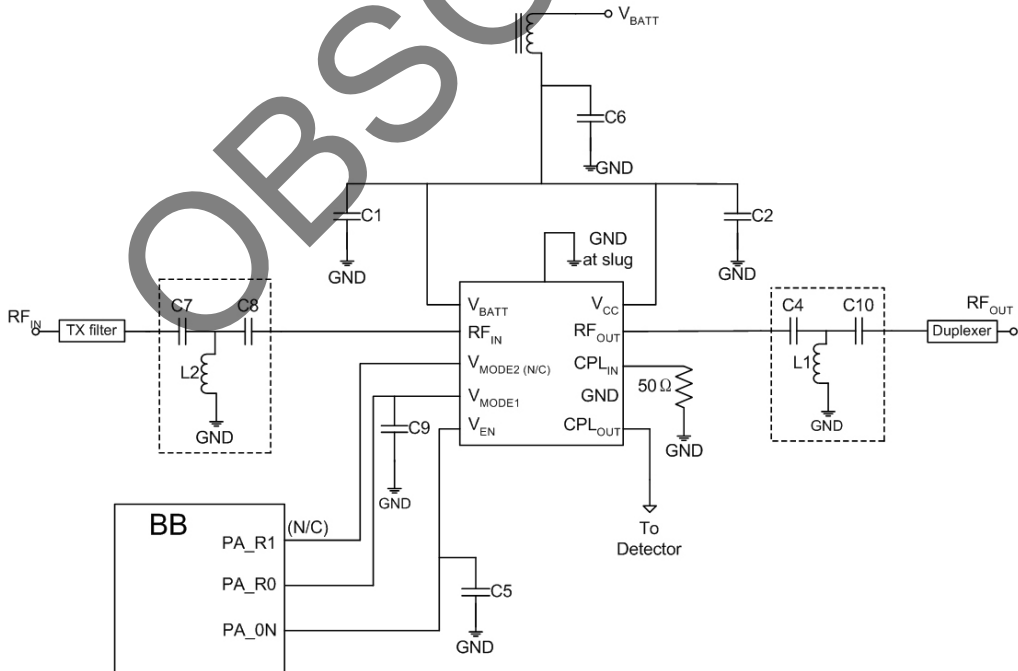 V_BATT
C6
GND
OBSO
C1
GND
C2
GND
GND
at slug
RF_IN
TX filter
C7
C8
L2
GND
V_BATT
RF_IN
V_MODE2 (N/C)
V_MODE1
V_EN
V_CC
RF_OUT
CPL_IN
GND
CPL_OUT
50 Ω
GND
C4
C10
L1
GND
RF_OUT
Duplexer
C9
GND
To
Detector
BB
(N/C)
PA_R1
PA_R0
PA_0N
C5
GND